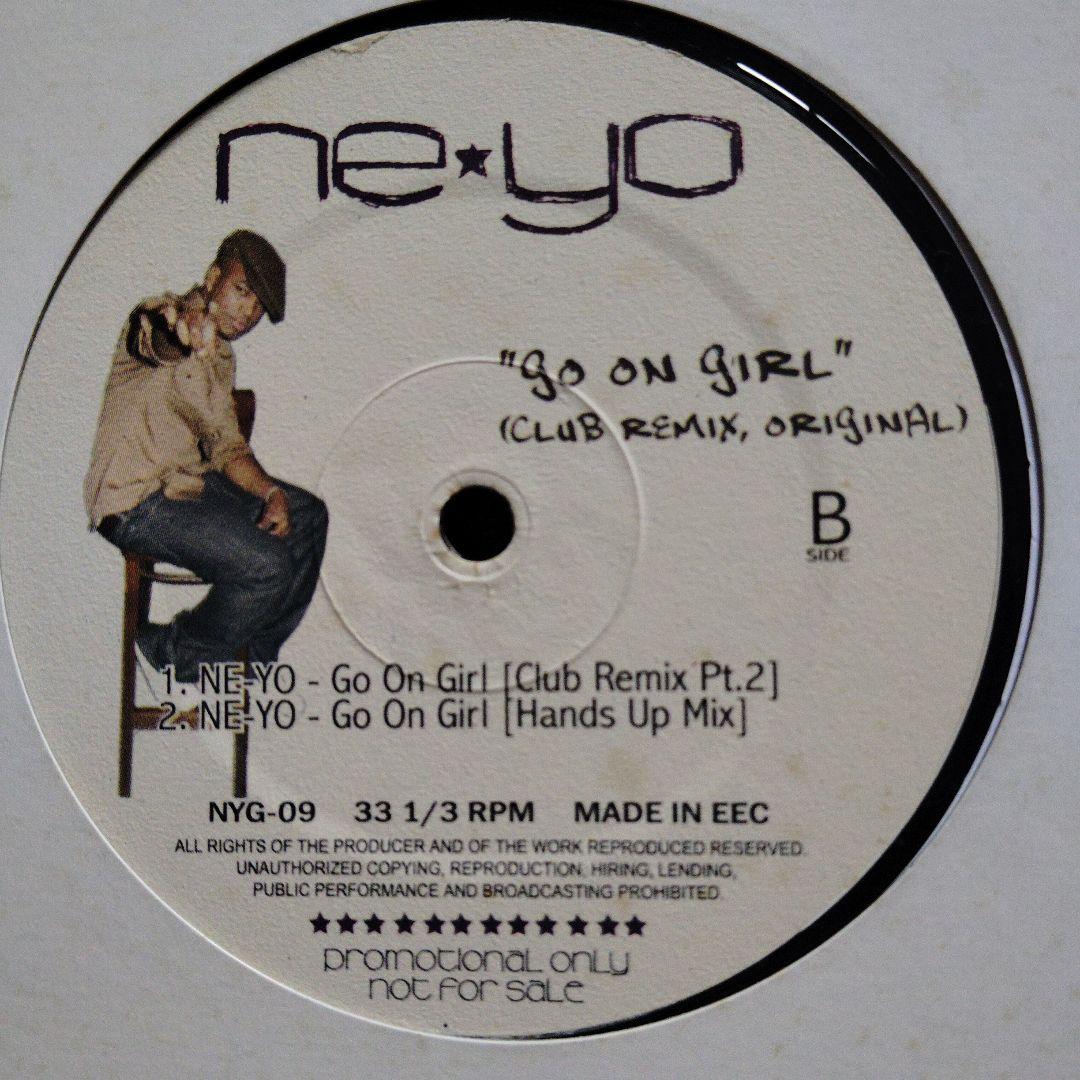 ne★yo
"GO ON GIRL"
(CLUB REMIX, ORIGINAL)
B
SIDE
1. NE-YO - Go On Girl [Club Remix Pt.2]
2. NE-YO - Go On Girl [Hands Up Mix]
NYG-09 33 1/3 RPM MADE IN EEC
ALL RIGHTS OF THE PRODUCER AND OF THE WORK REPRODUCED RESERVED.
UNAUTHORIZED COPYING, REPRODUCTION, HIRING, LENDING,
PUBLIC PERFORMANCE AND BROADCASTING PROHIBITED.
★★★★★★★★★★★★
promotional only
not for sale